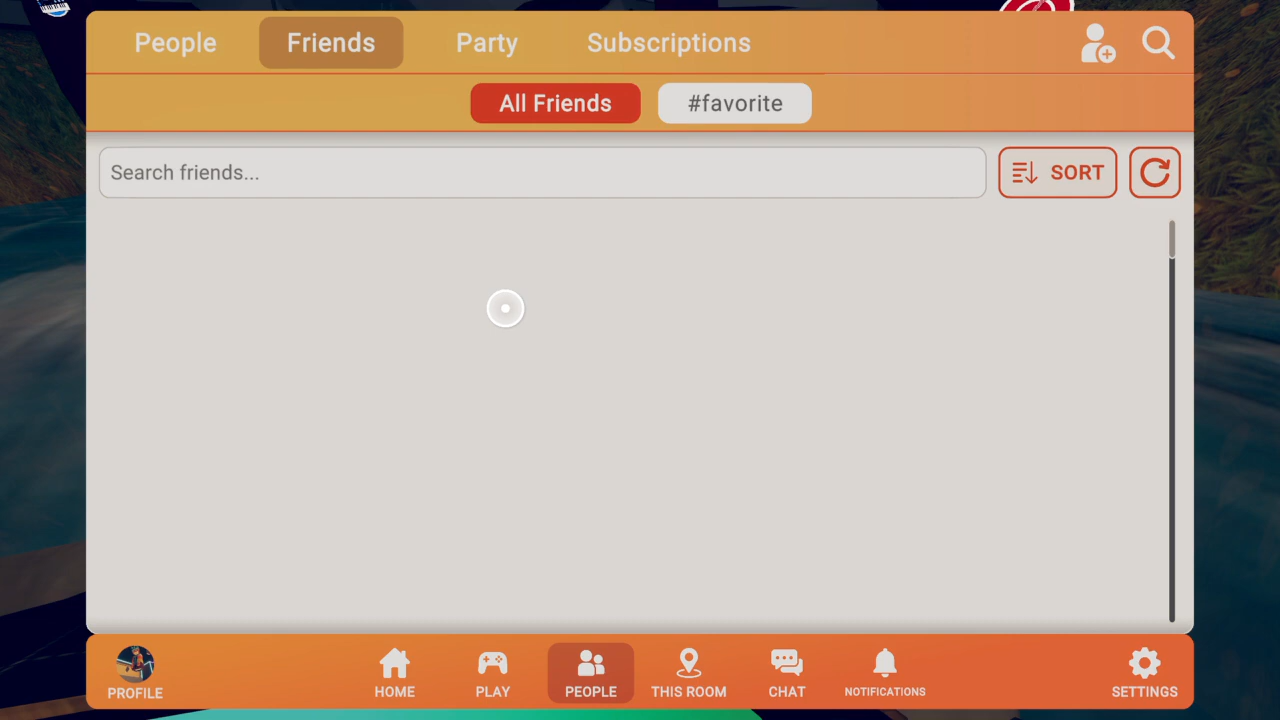 People
Friends
Party
Subscriptions
All Friends
#favorite
Search friends...
SORT
PROFILE
HOME
PLAY
PEOPLE
THIS ROOM
CHAT
NOTIFICATIONS
SETTINGS